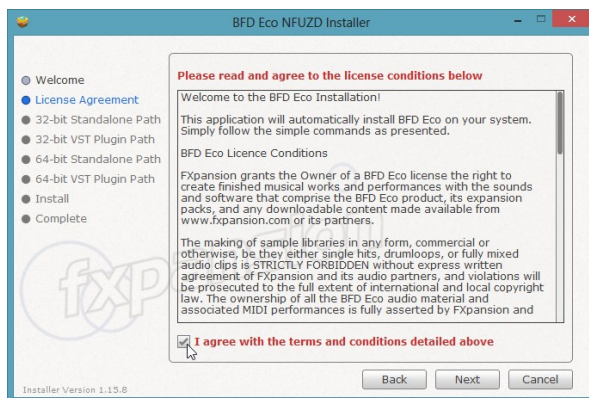 BFD Eco NFUZD Installer
Welcome
License Agreement
32-bit Standalone Path
32-bit VST Plugin Path
64-bit Standalone Path
64-bit VST Plugin Path
Install
Complete
Please read and agree to the license conditions below
Welcome to the BFD Eco Installation!
This application will automatically install BFD Eco on your system.
Simply follow the simple commands as presented.
BFD Eco Licence Conditions
FXpansion grants the Owner of a BFD Eco license the right to
create finished musical works and performances with the sounds
and software that comprise the BFD Eco product, its expansion
packs, and any downloadable content made available from
www.fxpansion.com or its partners.
The making of sample libraries in any form, commercial or
otherwise, be they either single hits, drumloops, or fully mixed
audio clips is STRICTLY FORBIDDEN without express written
agreement of FXpansion and its audio partners, and violations will
be prosecuted to the full extent of international and local copyright
law. The ownership of all the BFD Eco audio material and
associated MIDI performances is fully asserted by FXpansion and
I agree with the terms and conditions detailed above
fxpansion
Installer Version 1.15.8
Back
Next
Cancel